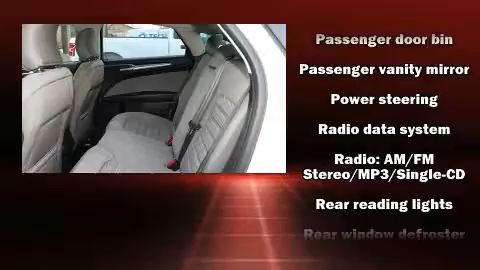 Passenger door bin
Passenger vanity mirror
Power steering
Radio data system
Radio: AM/FM
Stereo/MP3/Single-CD
Rear reading lights
Rear window defroster